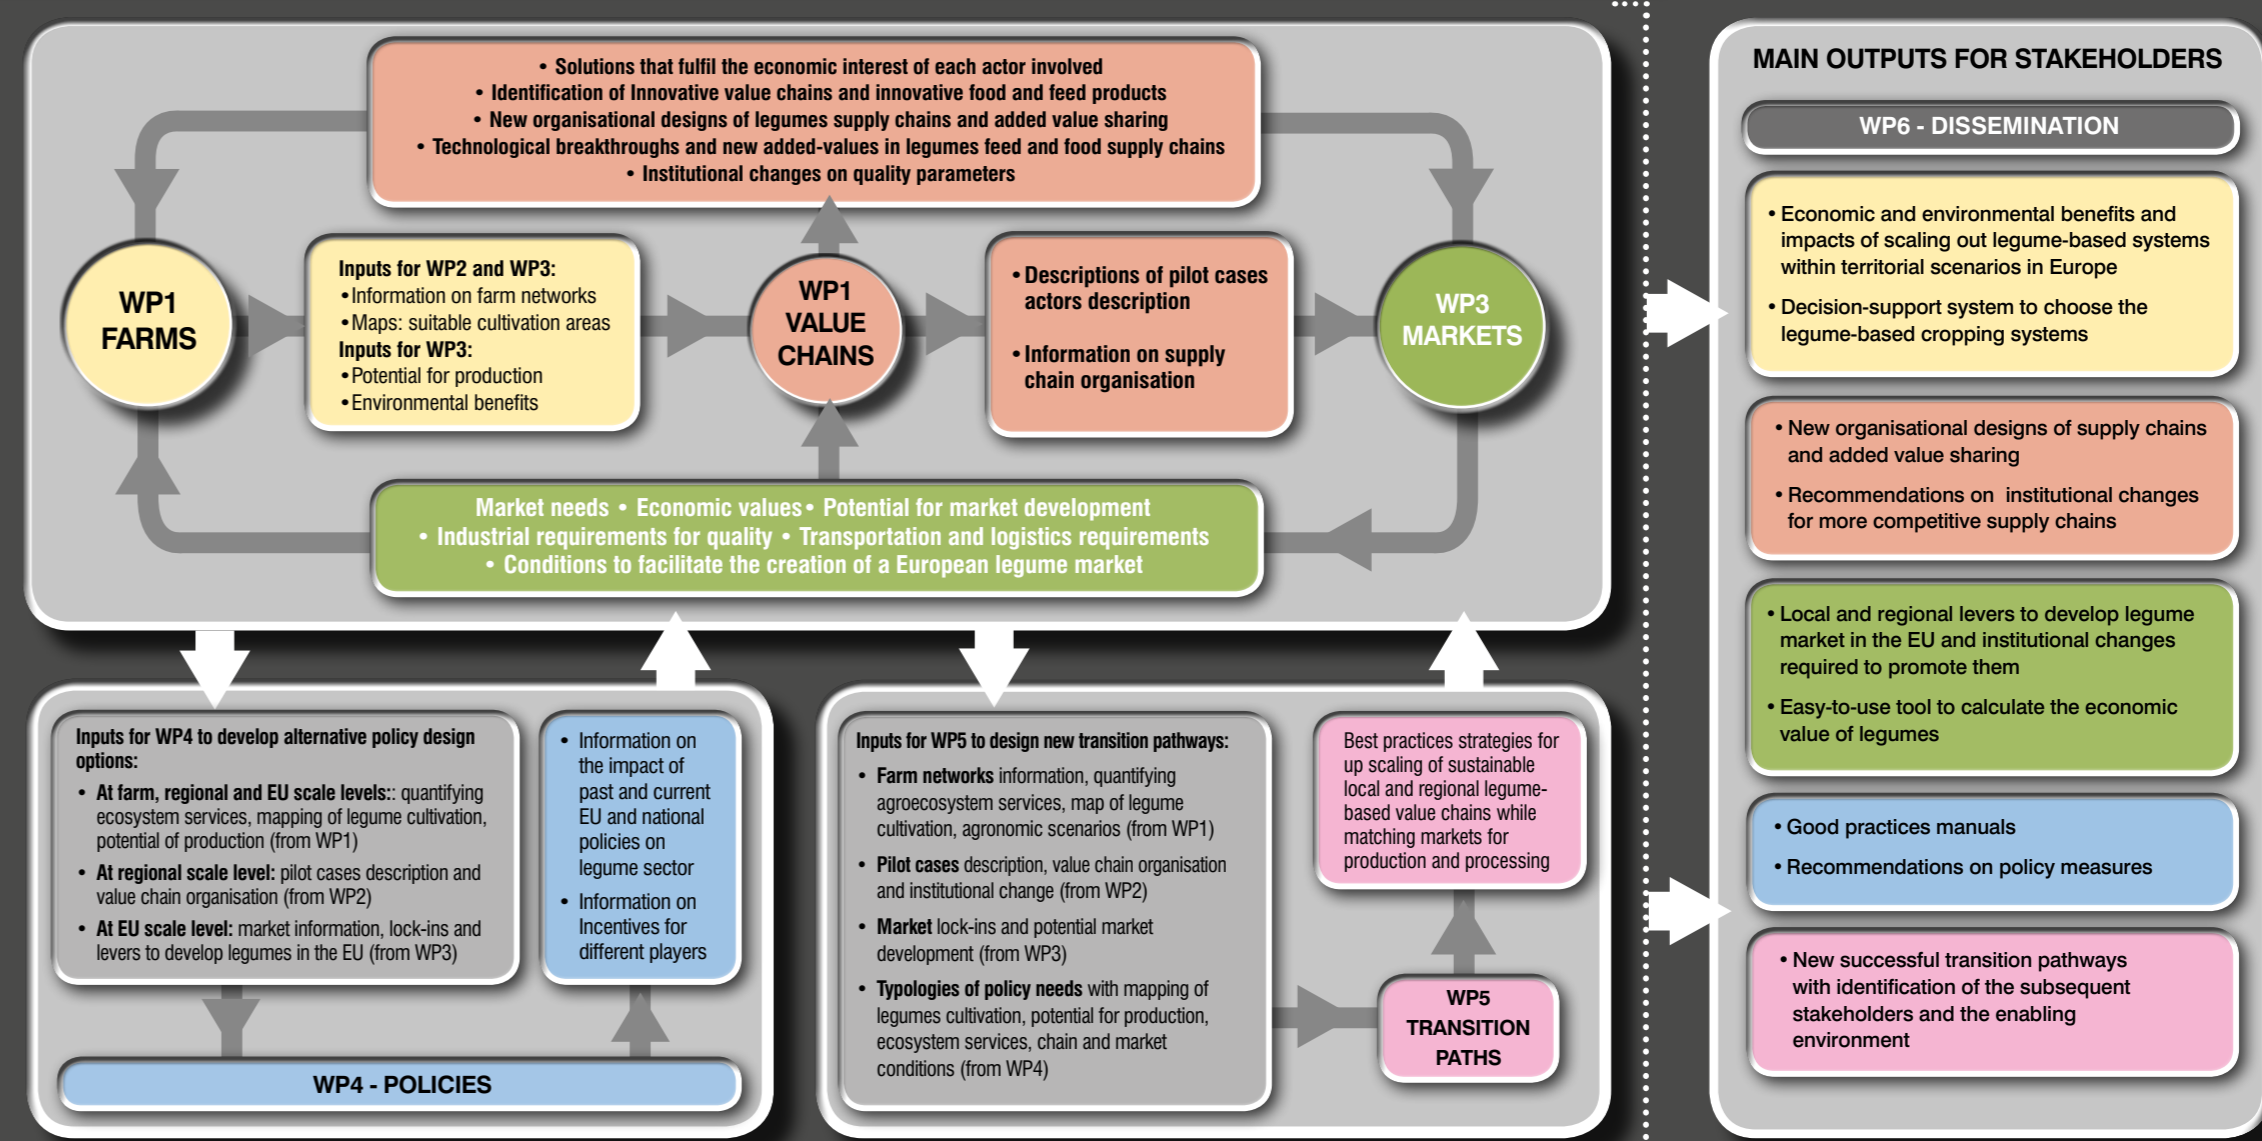 • Solutions that fulfil the economic interest of each actor involved
• Identification of Innovative value chains and innovative food and feed products
• New organisational designs of legumes supply chains and added value sharing
• Technological breakthroughs and new added-values in legumes feed and food supply chains
• Institutional changes on quality parameters
WP1
FARMS
Inputs for WP2 and WP3:
• Information on farm networks
• Maps: suitable cultivation areas
Inputs for WP3:
• Potential for production
• Environmental benefits
WP1
VALUE
CHAINS
• Descriptions of pilot cases
actors description
• Information on supply
chain organisation
WP3
MARKETS
Market needs • Economic values • Potential for market development
• Industrial requirements for quality • Transportation and logistics requirements
• Conditions to facilitate the creation of a European legume market
Inputs for WP4 to develop alternative policy design
options:
• At farm, regional and EU scale levels:: quantifying
ecosystem services, mapping of legume cultivation,
potential of production (from WP1)
• At regional scale level: pilot cases description and
value chain organisation (from WP2)
• At EU scale level: market information, lock-ins and
levers to develop legumes in the EU (from WP3)
• Information on
the impact of
past and current
EU and national
policies on
legume sector
• Information on
Incentives for
different players
WP4 - POLICIES
Inputs for WP5 to design new transition pathways:
• Farm networks information, quantifying
agroecosystem services, map of legume
cultivation, agronomic scenarios (from WP1)
• Pilot cases description, value chain organisation
and institutional change (from WP2)
• Market lock-ins and potential market
development (from WP3)
• Typologies of policy needs with mapping of
legumes cultivation, potential for production,
ecosystem services, chain and market
conditions (from WP4)
Best practices strategies for
up scaling of sustainable
local and regional legume-
based value chains while
matching markets for
production and processing
WP5
TRANSITION
PATHS
MAIN OUTPUTS FOR STAKEHOLDERS
WP6 - DISSEMINATION
• Economic and environmental benefits and
impacts of scaling out legume-based systems
within territorial scenarios in Europe
• Decision-support system to choose the
legume-based cropping systems
• New organisational designs of supply chains
and added value sharing
• Recommendations on institutional changes
for more competitive supply chains
• Local and regional levers to develop legume
market in the EU and institutional changes
required to promote them
• Easy-to-use tool to calculate the economic
value of legumes
• Good practices manuals
• Recommendations on policy measures
• New successful transition pathways
with identification of the subsequent
stakeholders and the enabling
environment